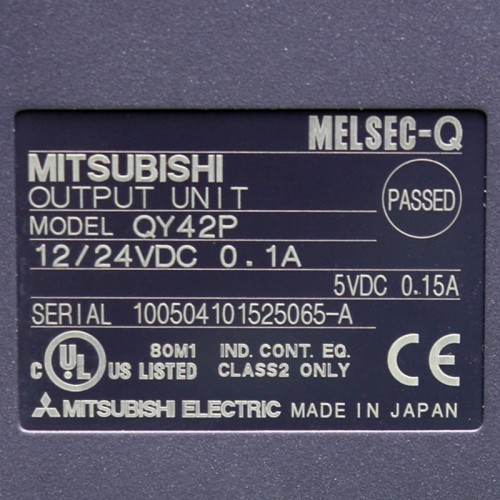 MELSEC-Q
MITSUBISHI
OUTPUT UNIT
PASSED
MODEL QY42P
12/24VDC 0.1A
5VDC 0.15A
SERIAL 100504101525065-A
C UL US LISTED 80M1 IND. CONT. EQ. CLASS2 ONLY CE
MITSUBISHI ELECTRIC MADE IN JAPAN